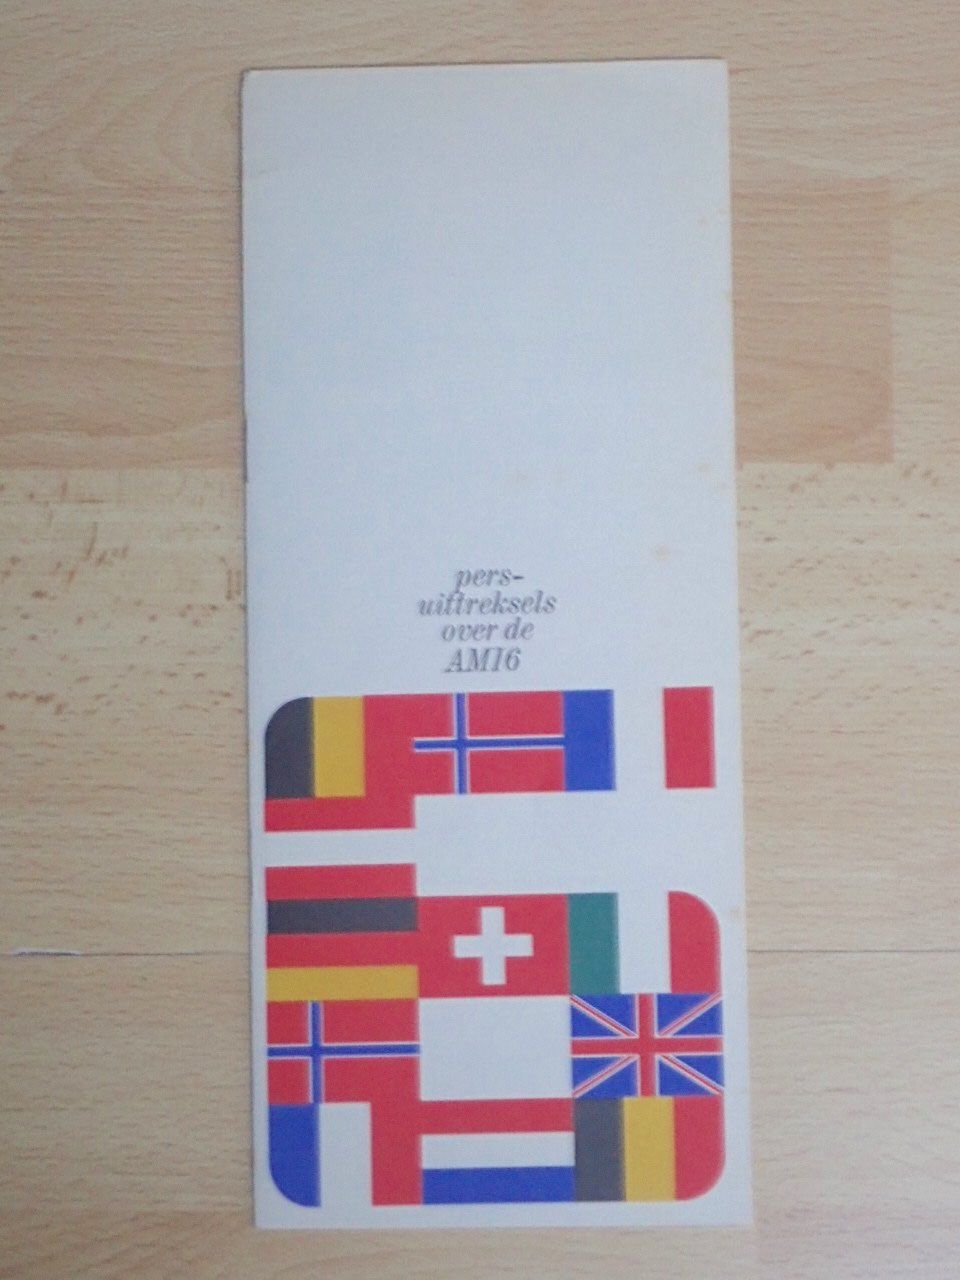 pers-
uittreksels
over de
AMI6